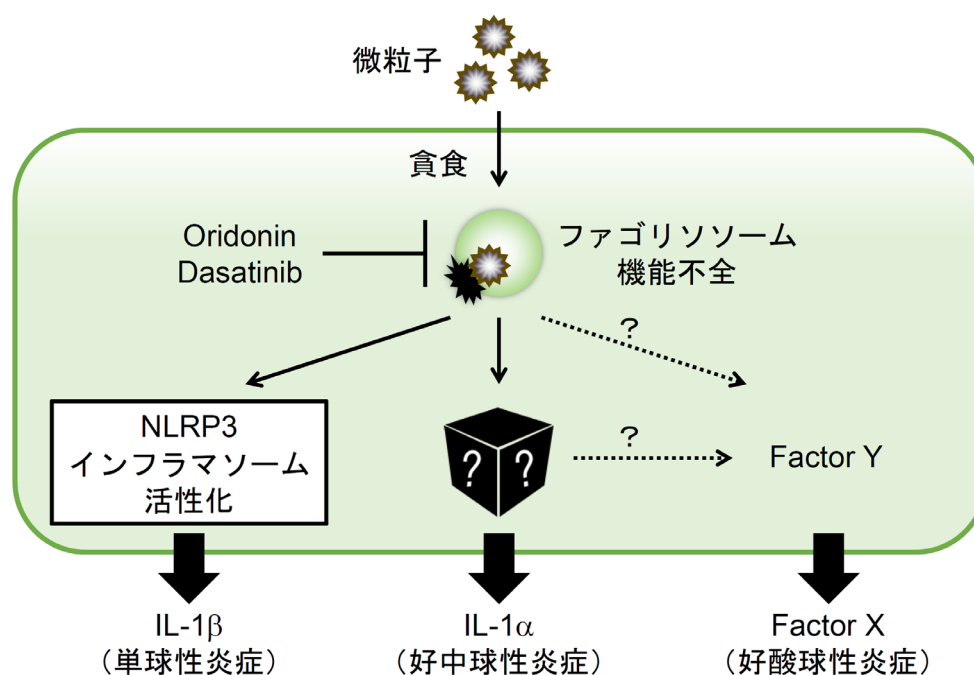 微粒子
貪食
Oridonin
Dasatinib
ファゴリソソーム
機能不全
?
NLRP3
インフラマソーム
活性化
? ?
?
Factor Y
IL-1β
（単球性炎症）
IL-1α
（好中球性炎症）
Factor X
（好酸球性炎症）